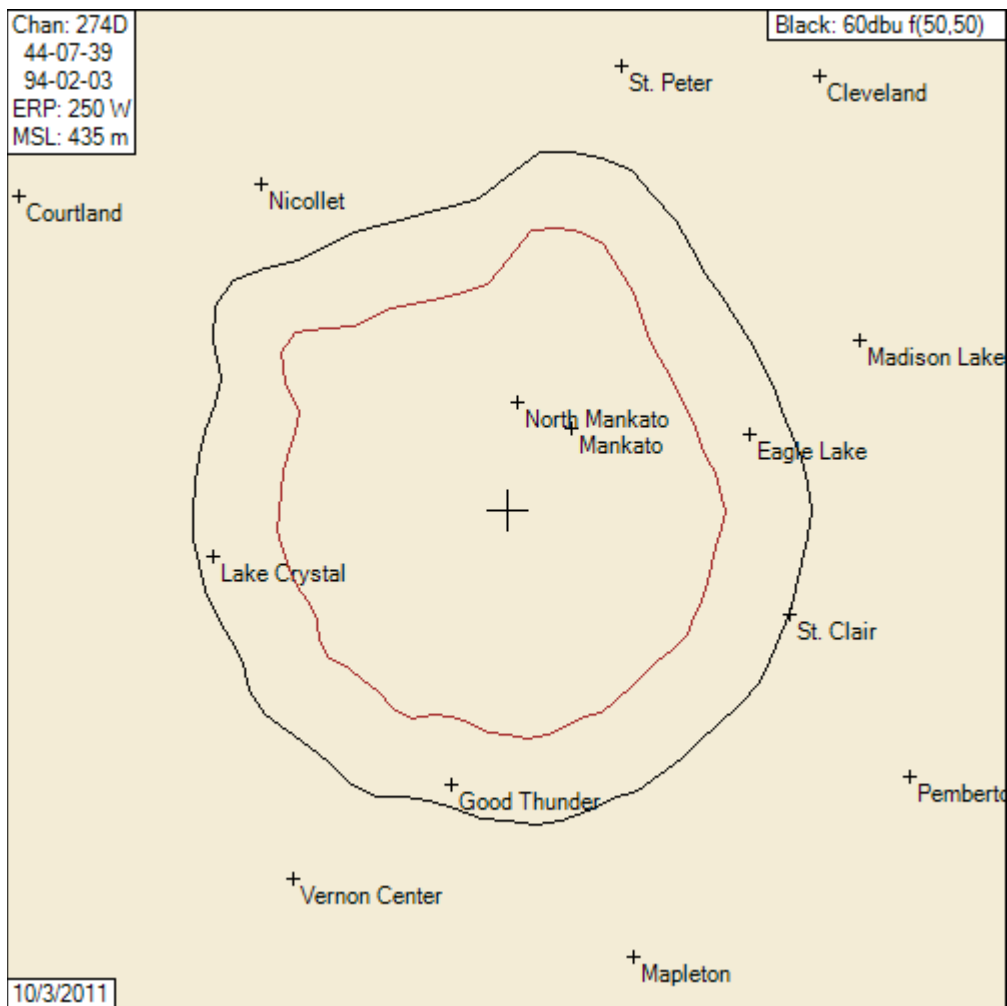 Chan: 274D
44-07-39
94-02-03
ERP: 250 W
MSL: 435 m
Black: 60dbu f(50,50)
St. Peter
Cleveland
Nicollet
Courtland
Madison Lake
North Mankato
Mankato
Eagle Lake
Lake Crystal
St. Clair
Good Thunder
Pemberto
Vernon Center
Mapleton
10/3/2011